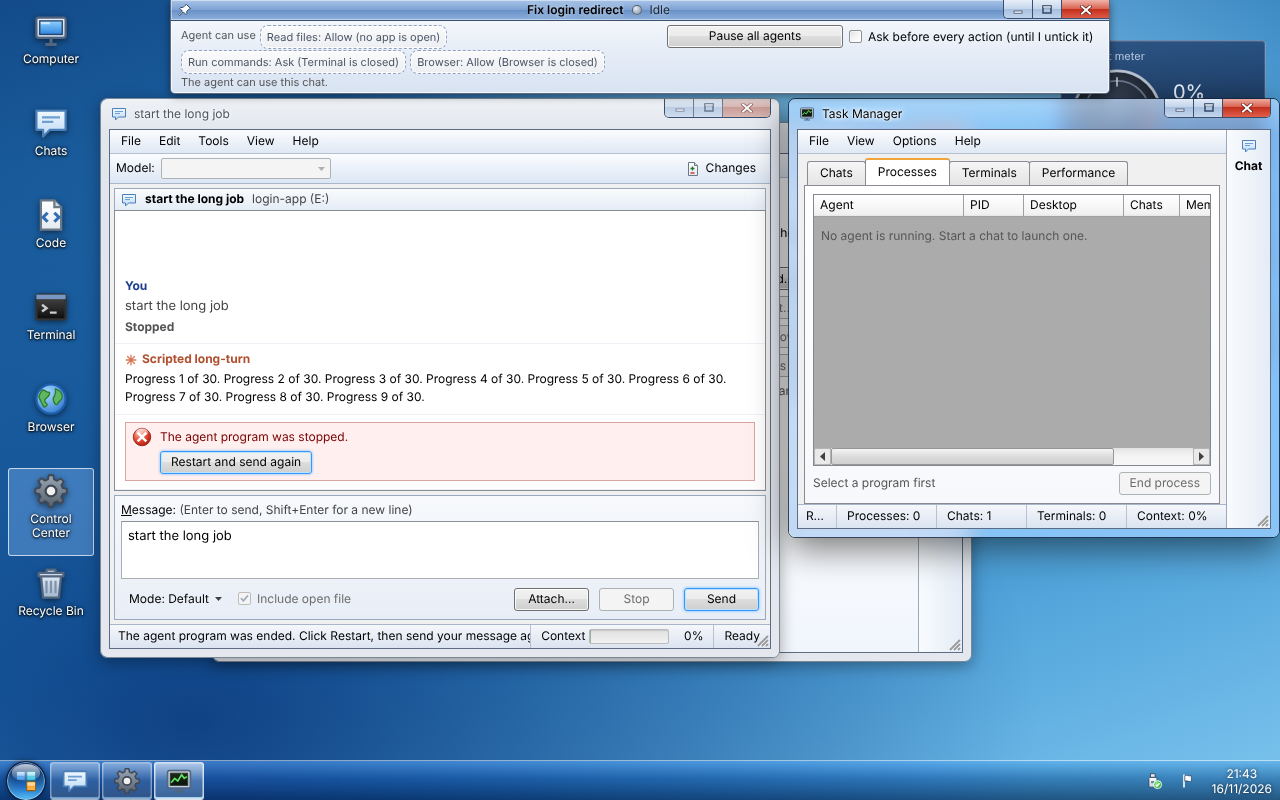 Computer
Chats
Code
Terminal
Browser
Control
Center
Recycle Bin
Fix login redirect
Idle
Agent can use
Read files: Allow (no app is open)
Run commands: Ask (Terminal is closed)
Browser: Allow (Browser is closed)
The agent can use this chat.
Pause all agents
Ask before every action (until I untick it)
meter
0%
start the long job
File Edit Tools View Help
Model:
Changes
start the long job login-app (E:)
You
start the long job
Stopped
Scripted long-turn
Progress 1 of 30. Progress 2 of 30. Progress 3 of 30. Progress 4 of 30. Progress 5 of 30. Progress 6 of 30.
Progress 7 of 30. Progress 8 of 30. Progress 9 of 30.
The agent program was stopped.
Restart and send again
Message: (Enter to send, Shift+Enter for a new line)
start the long job
Mode: Default
Include open file
Attach...
Stop
Send
The agent program was ended. Click Restart, then send your message
Context 0% Ready
Task Manager
File View Options Help
Chat
Chats Processes Terminals Performance
Agent PID Desktop Chats
No agent is running. Start a chat to launch one.
Select a program first
End process
R... Processes: 0 Chats: 1 Terminals: 0 Context: 0%
21:43
16/11/2026